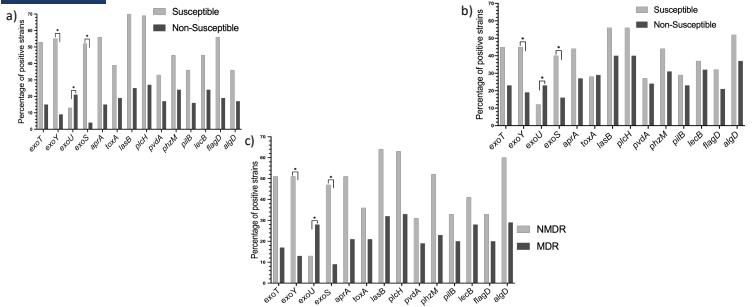 a)
Susceptible
Non-Susceptible
Percentage of positive strains
70
60
50
40
30
20
10
0
* * *
exoT exoY exoU exoS aprA toxA lasB plcH pvdA phzM pilB lecB flagD algD
b)
Susceptible
Non-Susceptible
Percentage of positive strains
70
60
50
40
30
20
10
0
* * *
exoT exoY exoU exoS aprA toxA lasB plcH pvdA phzM pilB lecB flagD algD
c)
Percentage of positive strains
70
60
50
40
30
20
10
0
* * *
exoT exoY exoU exoS aprA toxA lasB plcH pvdA phzM pilB lecB flagD algD
NMDR
MDR